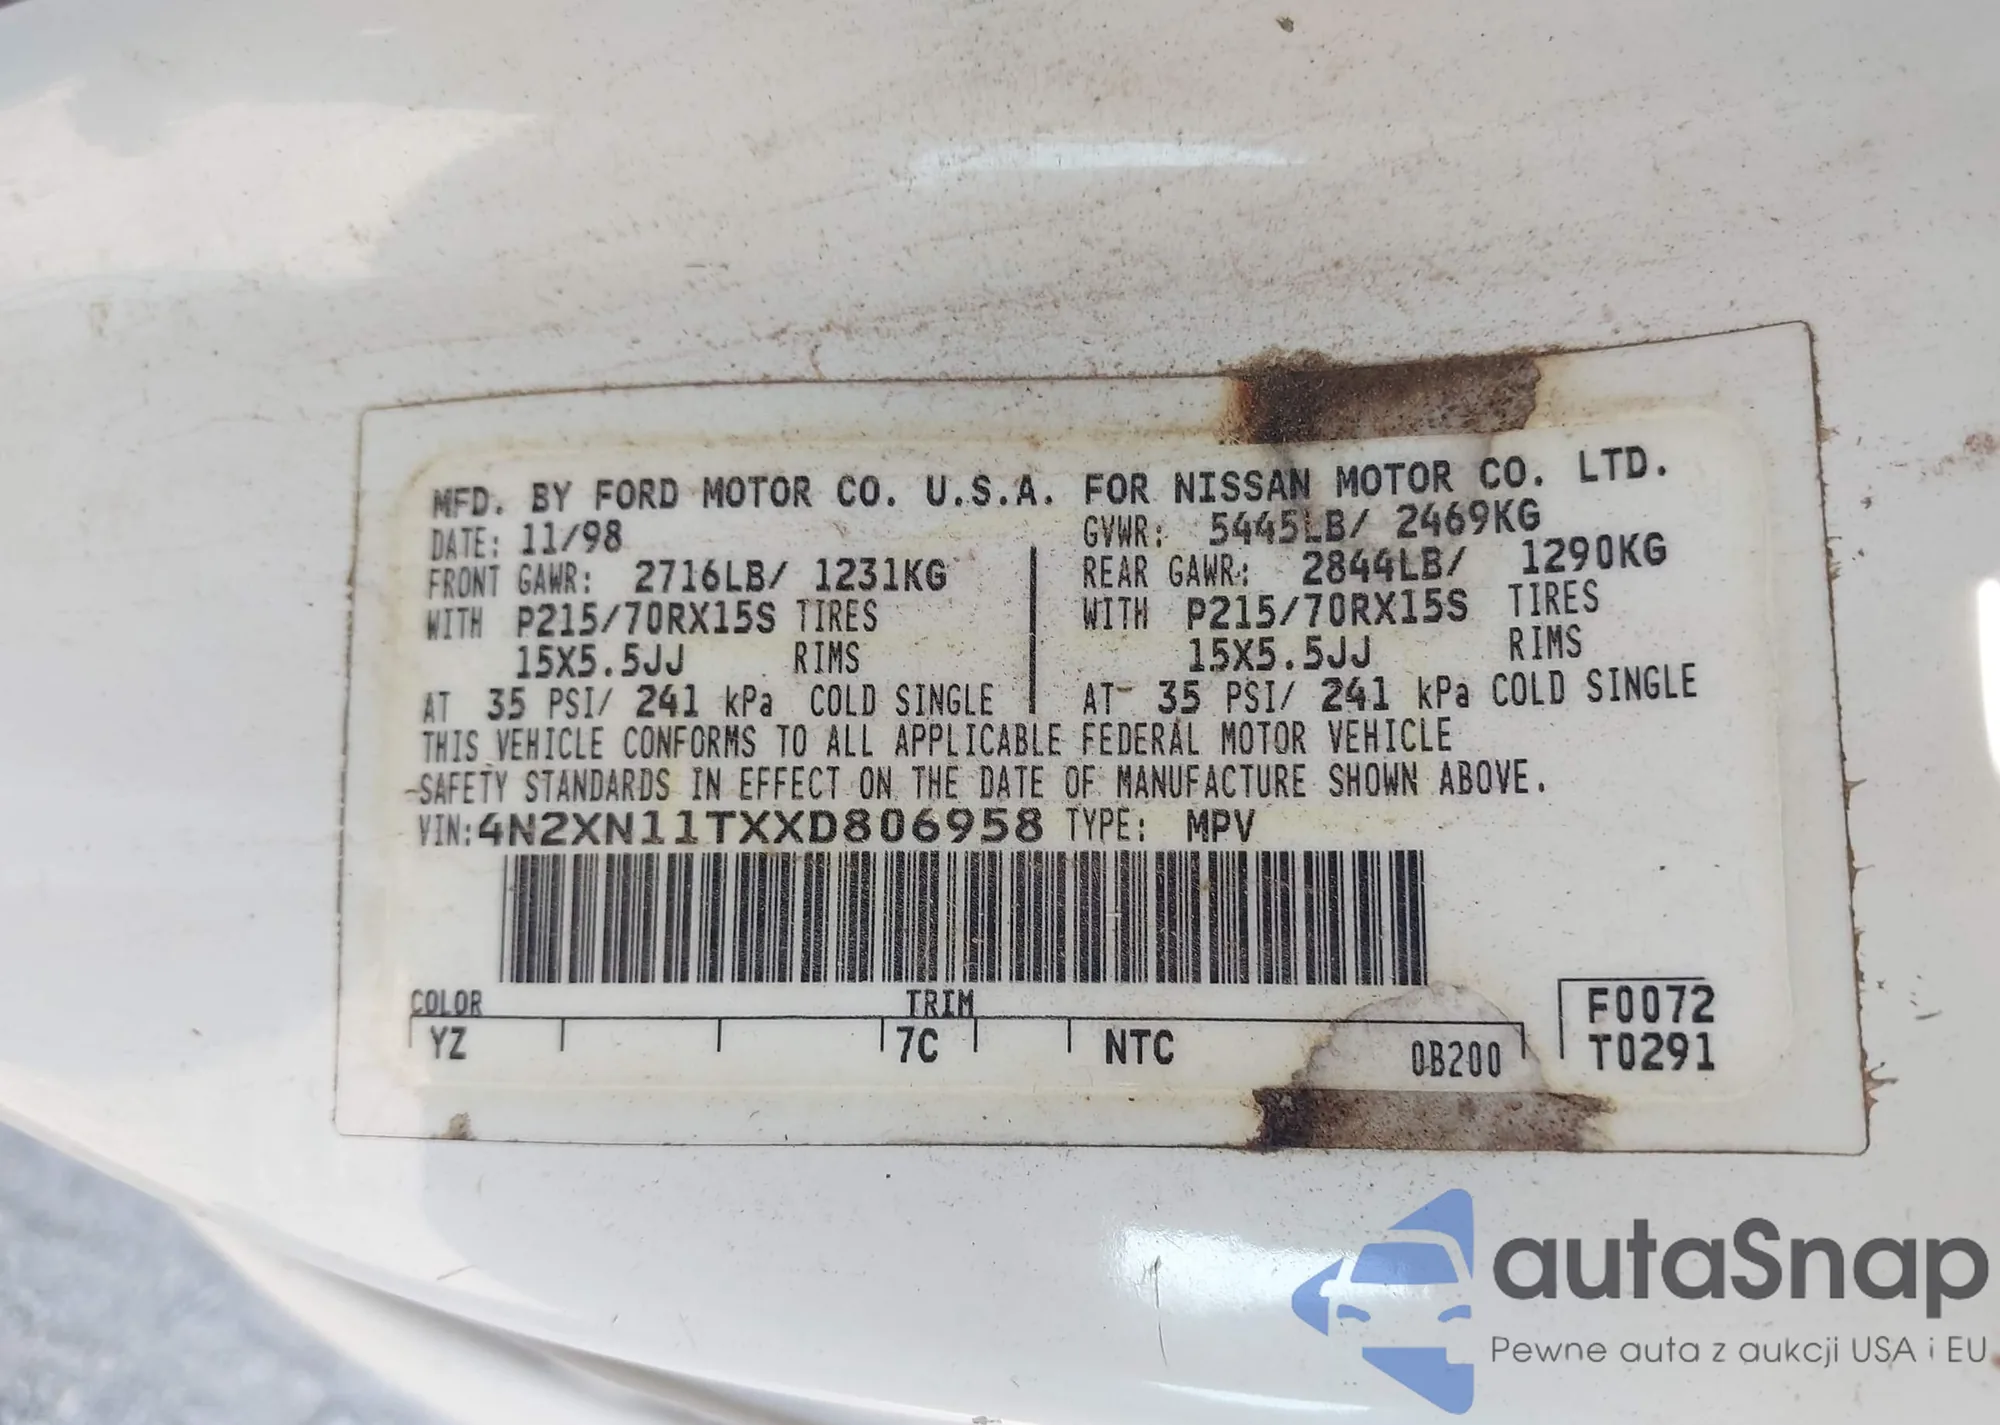 MFD. BY FORD MOTOR CO. U.S.A. FOR NISSAN MOTOR CO. LTD.
DATE: 11/98 GVWR: 5445LB/ 2469KG
FRONT GAWR: 2716LB/ 1231KG REAR GAWR: 2844LB/ 1290KG
WITH P215/70RX15S TIRES WITH P215/70RX15S TIRES
15X5.5JJ RIMS 15X5.5JJ RIMS
AT 35 PSI/ 241 kPa COLD SINGLE AT 35 PSI/ 241 kPa COLD SINGLE
THIS VEHICLE CONFORMS TO ALL APPLICABLE FEDERAL MOTOR VEHICLE
SAFETY STANDARDS IN EFFECT ON THE DATE OF MANUFACTURE SHOWN ABOVE.
VIN:4N2XN11TXXD806958 TYPE: MPV
COLOR TRIM
YZ 7C NTC 0B200
F0072
T0291
autaSnap
Pewne auta z aukcji USA i EU